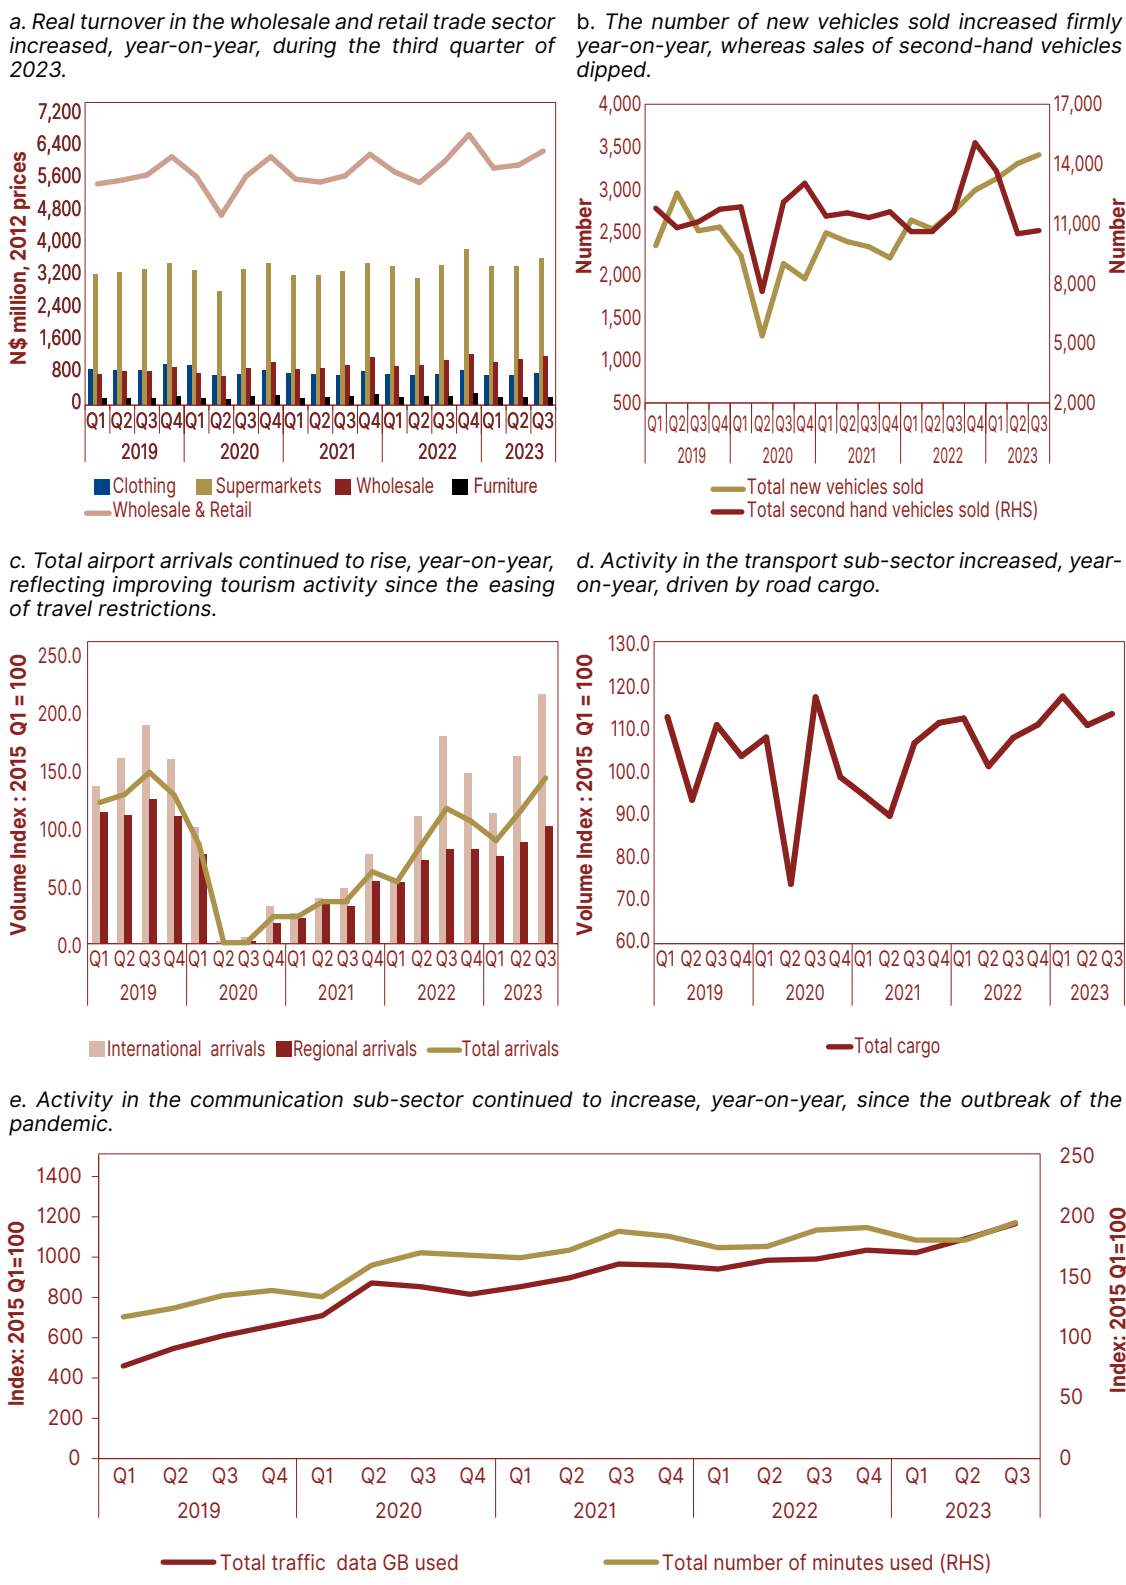 a. Real turnover in the wholesale and retail trade sector
increased, year-on-year, during the third quarter of
2023.
N$ million, 2012 prices
7,200
6,400
5,600
4,800
4,000
3,200
2,400
1,600
800
0
Q1 Q2 Q3 Q4 Q1 Q2 Q3 Q4 Q1 Q2 Q3 Q4 Q1 Q2 Q3 Q4 Q1 Q2 Q3
2019 2020 2021 2022 2023
Clothing Supermarkets Wholesale Furniture
Wholesale & Retail
b. The number of new vehicles sold increased firmly
year-on-year, whereas sales of second-hand vehicles
dipped.
Number
4,000
3,500
3,000
2,500
2,000
1,500
1,000
500
17,000
14,000
11,000
8,000
5,000
2,000
Number
Q1 Q2 Q3 Q4 Q1 Q2 Q3 Q4 Q1 Q2 Q3 Q4 Q1 Q2 Q3 Q4 Q1 Q2 Q3
2019 2020 2021 2022 2023
Total new vehicles sold
Total second hand vehicles sold (RHS)
c. Total airport arrivals continued to rise, year-on-year,
reflecting improving tourism activity since the easing
of travel restrictions.
Volume Index : 2015 Q1 = 100
250.0
200.0
150.0
100.0
50.0
0.0
Q1 Q2 Q3 Q4 Q1 Q2 Q3 Q4 Q1 Q2 Q3 Q4 Q1 Q2 Q3 Q4 Q1 Q2 Q3
2019 2020 2021 2022 2023
International arrivals Regional arrivals Total arrivals
d. Activity in the transport sub-sector increased, year-
on-year, driven by road cargo.
Volume Index : 2015 Q1 = 100
130.0
120.0
110.0
100.0
90.0
80.0
70.0
60.0
Q1 Q2 Q3 Q4 Q1 Q2 Q3 Q4 Q1 Q2 Q3 Q4 Q1 Q2 Q3 Q4 Q1 Q2 Q3
2019 2020 2021 2022 2023
Total cargo
e. Activity in the communication sub-sector continued to increase, year-on-year, since the outbreak of the
pandemic.
Index: 2015 Q1=100
1400
1200
1000
800
600
400
200
0
250
200
150
100
50
0
Index: 2015 Q1=100
Q1 Q2 Q3 Q4 Q1 Q2 Q3 Q4 Q1 Q2 Q3 Q4 Q1 Q2 Q3 Q4 Q1 Q2 Q3
2019 2020 2021 2022 2023
Total traffic data GB used Total number of minutes used (RHS)